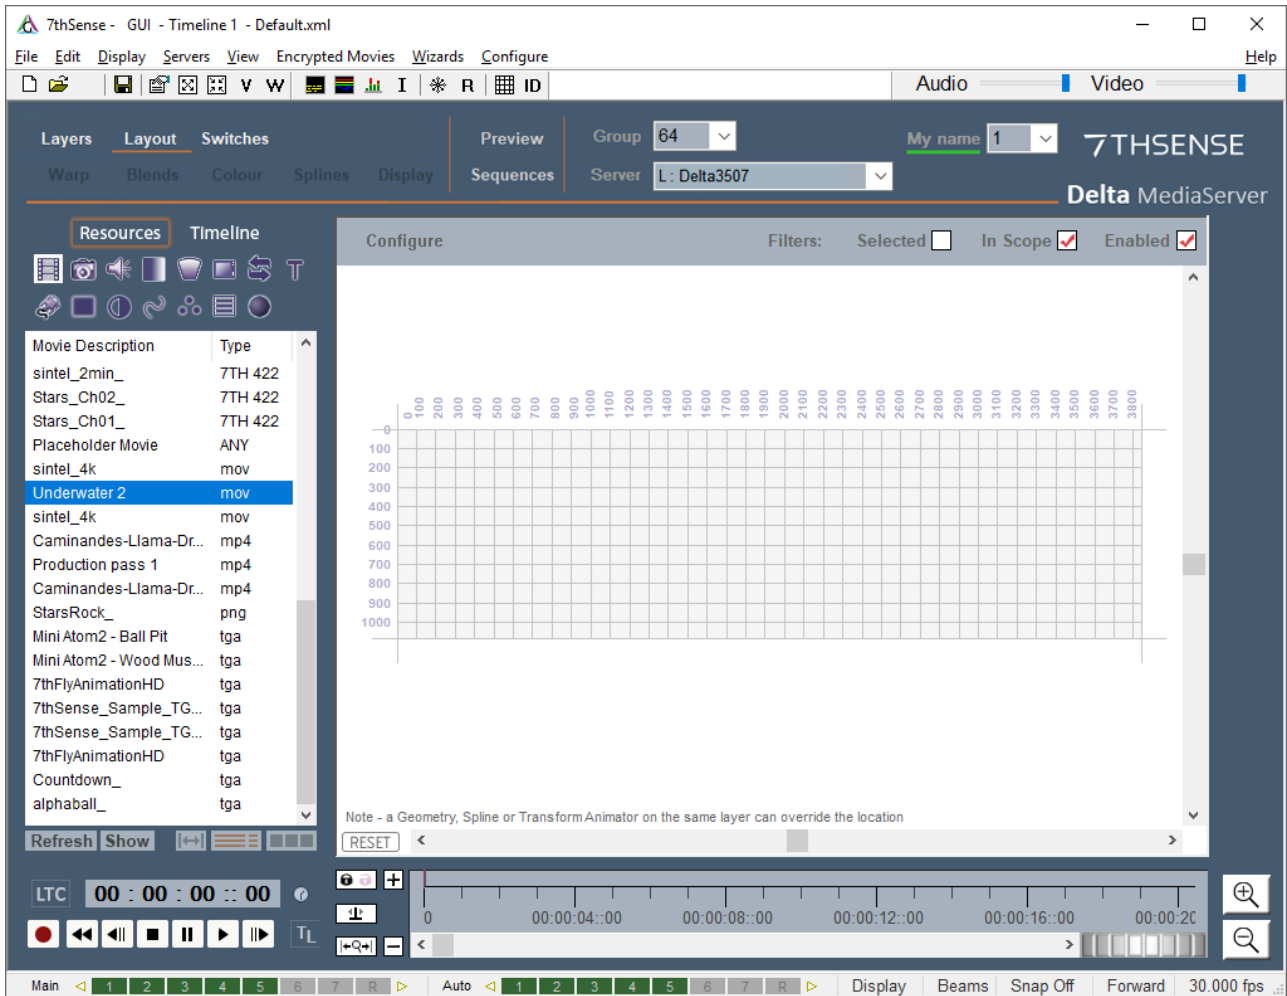 7thSense - GUI - Timeline 1 - Default.xml
File Edit Display Servers View Encrypted Movies Wizards Configure Help
V W I R ID Audio Video
Layers Layout Switches Preview Group 64 My name 1 7THSENSE
Warp Blends Colour Splines Display Sequences Server L : Delta3507
Delta MediaServer
Resources Timeline
Configure Filters: Selected In Scope Enabled
T
Movie Description Type
sintel_2min_ 7TH 422
Stars_Ch02_ 7TH 422
Stars_Ch01_ 7TH 422
Placeholder Movie ANY
sintel_4k mov
Underwater 2 mov
sintel_4k mov
Caminandes-Llama-Dr... mp4
Production pass 1 mp4
Caminandes-Llama-Dr... mp4
StarsRock_ png
Mini Atom2 - Ball Pit tga
Mini Atom2 - Wood Mus... tga
7thFlyAnimationHD tga
7thSense_Sample_TG... tga
7thSense_Sample_TG... tga
7thFlyAnimationHD tga
Countdown_ tga
alphaball_ tga
0 100 200 300 400 500 600 700 800 900 1000 1100 1200 1300 1400 1500 1600 1700 1800 1900 2000 2100 2200 2300 2400 2500 2600 2700 2800 2900 3000 3100 3200 3300 3400 3500 3600 3700 3800
0
100
200
300
400
500
600
700
800
900
1000
Note - a Geometry, Spline or Transform Animator on the same layer can override the location
Refresh Show
RESET
LTC 00 : 00 : 00 :: 00
0 00:00:04::00 00:00:08::00 00:00:12::00 00:00:16::00 00:00:20
TL
Main 1 2 3 4 5 6 7 R Auto 1 2 3 4 5 6 7 R Display Beams Snap Off Forward 30.000 fps